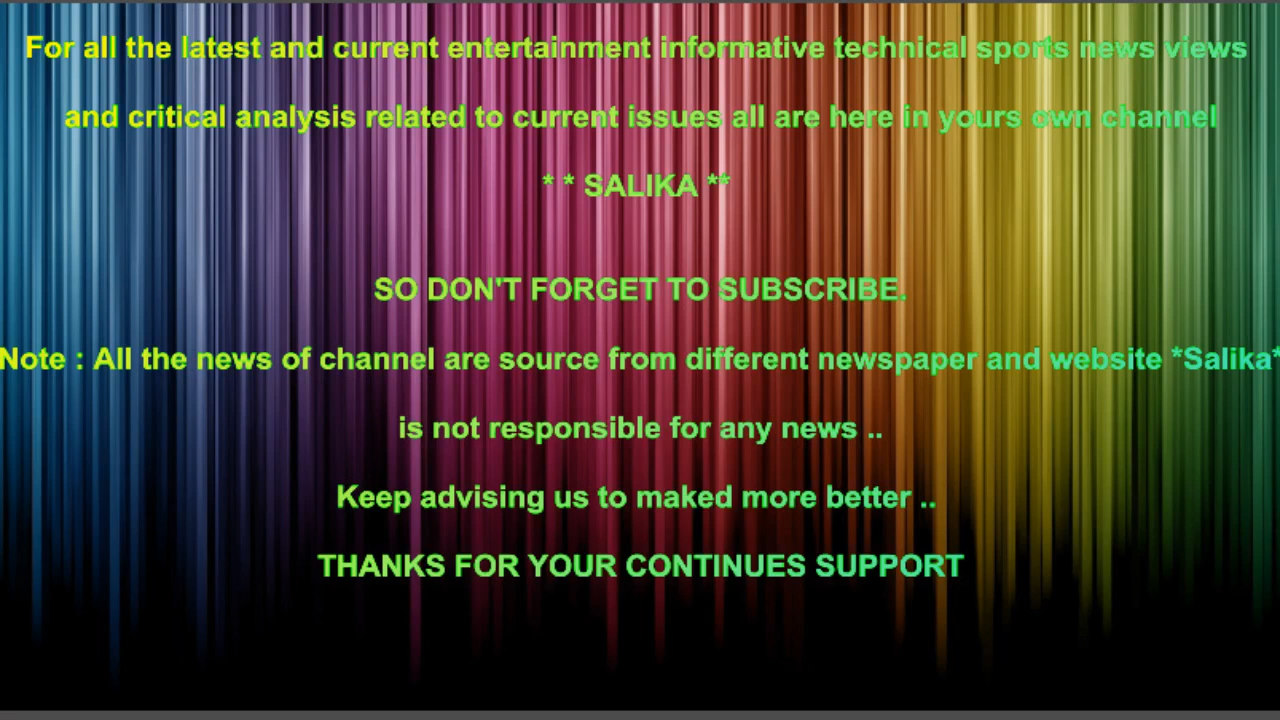 For all the latest and current entertainment informative technical sports news views
and critical analysis related to current issues all are here in yours own channel
* * SALIKA **
SO DON'T FORGET TO SUBSCRIBE.
Note : All the news of channel are source from different newspaper and website *Salika*
is not responsible for any news ..
Keep advising us to maked more better ..
THANKS FOR YOUR CONTINUES SUPPORT